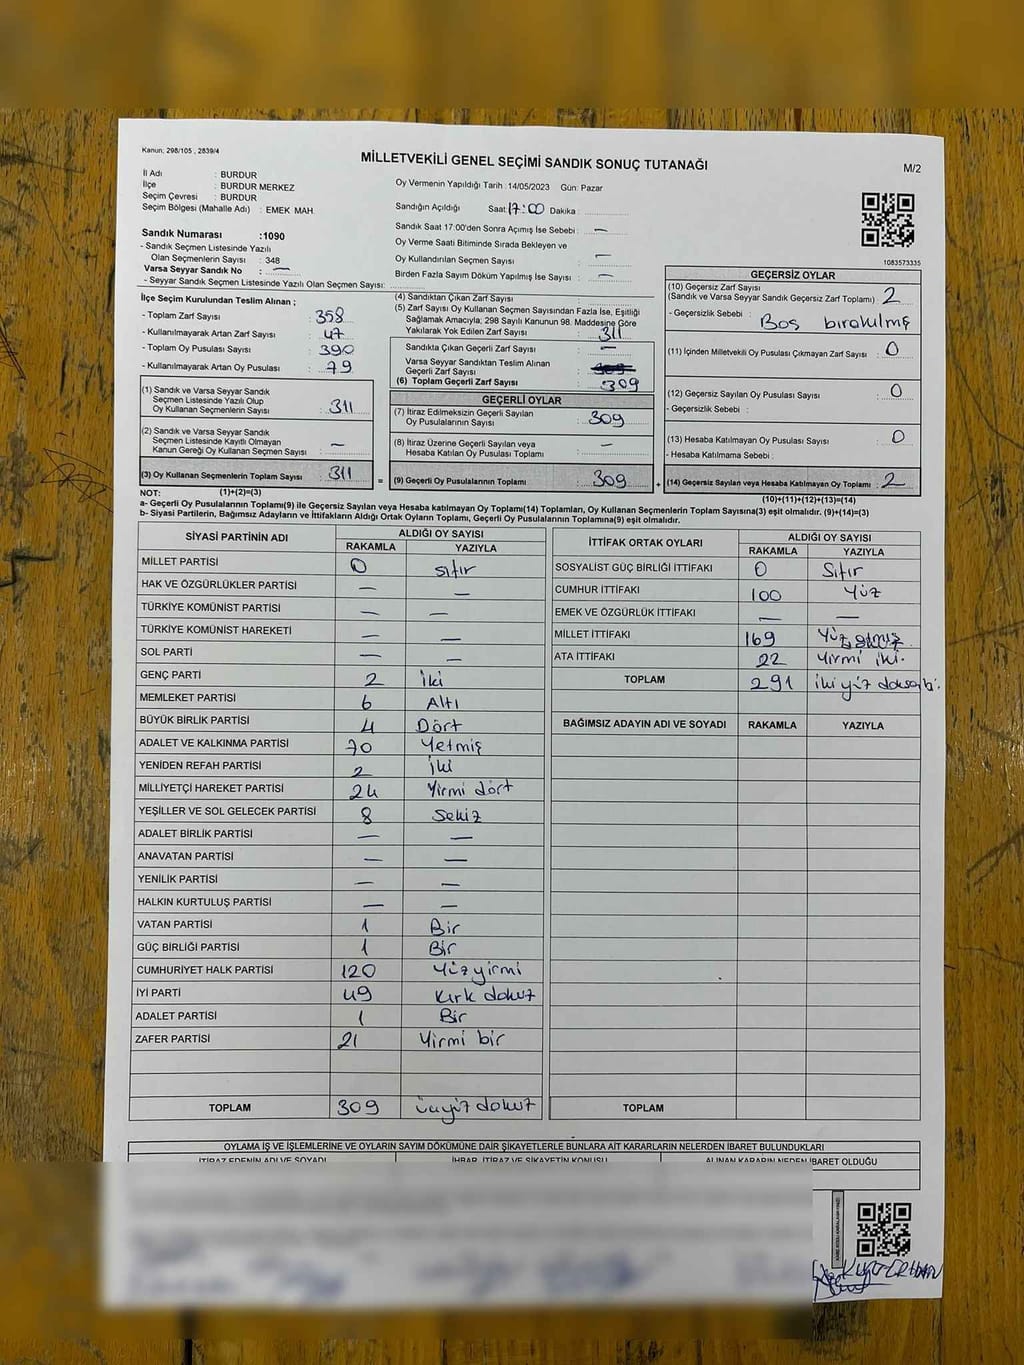 Kanun; 298/105 , 2839/4
MİLLETVEKİLİ GENEL SEÇİMİ SANDIK SONUÇ TUTANAĞI
M/2
İl Adı : BURDUR
İlçe : BURDUR MERKEZ
Seçim Çevresi : BURDUR
Seçim Bölgesi (Mahalle Adı) : EMEK MAH.
Sandık Numarası :1090
- Sandık Seçmen Listesinde Yazılı
Olan Seçmenlerin Sayısı : 348
Varsa Seyyar Sandık No : —
- Seyyar Sandık Seçmen Listesinde Yazılı Olan Seçmen Sayısı:
Oy Vermenin Yapıldığı Tarih : 14/05/2023 Gün: Pazar
Sandığın Açıldığı Saat 17:00 Dakika :
Sandık Saat 17:00'den Sonra Açımış İse Sebebi : —
Oy Verme Saati Bitiminde Sırada Bekleyen ve
Oy Kullandırılan Seçmen Sayısı : —
Birden Fazla Sayım Döküm Yapılmış İse Sayısı : —
1083573335
İlçe Seçim Kurulundan Teslim Alınan ;
- Toplam Zarf Sayısı : 358
- Kullanılmayarak Artan Zarf Sayısı : 47
- Toplam Oy Pusulası Sayısı : 390
- Kullanılmayarak Artan Oy Pusulası : 79
(1) Sandık ve Varsa Seyyar Sandık
Seçmen Listesinde Yazılı Olup
Oy Kullanan Seçmenlerin Sayısı : 311
(2) Sandık ve Varsa Seyyar Sandık
Seçmen Listesinde Kayıtlı Olmayan
Kanun Gereği Oy Kullanan Seçmen Sayısı : —
(3) Oy Kullanan Seçmenlerin Toplam Sayısı : 311
(1)+(2)=(3)
(4) Sandıktan Çıkan Zarf Sayısı :
(5) Zarf Sayısı Oy Kullanan Seçmen Sayısından Fazla İse, Eşitliği
Sağlamak Amacıyla; 298 Sayılı Kanunun 98. Maddesine Göre
Yakılarak Yok Edilen Zarf Sayısı : 311
Sandıkta Çıkan Geçerli Zarf Sayısı : —
Varsa Seyyar Sandıktan Teslim Alınan
Geçerli Zarf Sayısı :
(6) Toplam Geçerli Zarf Sayısı : 309
GEÇERLİ OYLAR
(7) İtiraz Edilmeksizin Geçerli Sayılan
Oy Pusulalarının Sayısı : 309
(8) İtiraz Üzerine Geçerli Sayılan veya
Hesaba Katılan Oy Pusulası Toplamı : —
= (9) Geçerli Oy Pusulalarının Toplamı : 309
GEÇERSİZ OYLAR
(10) Geçersiz Zarf Sayısı
(Sandık ve Varsa Seyyar Sandık Geçersiz Zarf Toplamı) : 2
- Geçersizlik Sebebi : Boş bırakılmış
(11) İçinden Milletvekili Oy Pusulası Çıkmayan Zarf Sayısı : 0
(12) Geçersiz Sayılan Oy Pusulası Sayısı : 0
- Geçersizlik Sebebi :
(13) Hesaba Katılmayan Oy Pusulası Sayısı : 0
- Hesaba Katılmama Sebebi :
+ (14) Geçersiz Sayılan veya Hesaba Katılmayan Oy Toplamı : 2
(10)+(11)+(12)+(13)=(14)
NOT:
a- Geçerli Oy Pusulalarının Toplamı(9) ile Geçersiz Sayılan veya Hesaba katılmayan Oy Toplamı(14) Toplamları, Oy Kullanan Seçmenlerin Toplam Sayısına(3) eşit olmalıdır. (9)+(14)=(3)
b- Siyasi Partilerin, Bağımsız Adayların ve İttifakların Aldığı Ortak Oyların Toplamı, Geçerli Oy Pusulalarının Toplamına(9) eşit olmalıdır.
SİYASİ PARTİNİN ADI ALDIĞI OY SAYISI
RAKAMLA YAZIYLA
MİLLET PARTİSİ 0 sıfır
HAK VE ÖZGÜRLÜKLER PARTİSİ — —
TÜRKİYE KOMÜNİST PARTİSİ — —
TÜRKİYE KOMÜNİST HAREKETİ — —
SOL PARTİ — —
GENÇ PARTİ 2 iki
MEMLEKET PARTİSİ 6 Altı
BÜYÜK BİRLİK PARTİSİ 4 Dört
ADALET VE KALKINMA PARTİSİ 70 Yetmiş
YENİDEN REFAH PARTİSİ 2 iki
MİLLİYETÇİ HAREKET PARTİSİ 24 Yirmi dört
YEŞİLLER VE SOL GELECEK PARTİSİ 8 Sekiz
ADALET BİRLİK PARTİSİ — —
ANAVATAN PARTİSİ — —
YENİLİK PARTİSİ — —
HALKIN KURTULUŞ PARTİSİ — —
VATAN PARTİSİ 1 Bir
GÜÇ BİRLİĞİ PARTİSİ 1 Bir
CUMHURİYET HALK PARTİSİ 120 Yüzyirmi
İYİ PARTİ 49 Kırk dokuz
ADALET PARTİSİ 1 Bir
ZAFER PARTİSİ 21 Yirmi bir
TOPLAM 309 üçyüz dokuz
İTTİFAK ORTAK OYLARI ALDIĞI OY SAYISI
RAKAMLA YAZIYLA
SOSYALİST GÜÇ BİRLİĞİ İTTİFAKI 0 Sıfır
CUMHUR İTTİFAKI 100 Yüz
EMEK VE ÖZGÜRLÜK İTTİFAKI — —
MİLLET İTTİFAKI 169 Yüz
ATA İTTİFAKI 22 Yirmi iki.
TOPLAM 291 iki yüz doksanbi.
BAĞIMSIZ ADAYIN ADI VE SOYADI RAKAMLA YAZIYLA
TOPLAM
OYLAMA İŞ VE İŞLEMLERİNE VE OYLARIN SAYIM DÖKÜMÜNE DAİR ŞİKAYETLERLE BUNLARA AİT KARARLARIN NELERDEN İBARET BULUNDUKLARI
İTİRAZ EDENİN ADI VE SOYADI İHBAR, İTİRAZ VE ŞİKAYETİN KONUSU ALINAN KARARIN NEDEN İBARET OLDUĞU